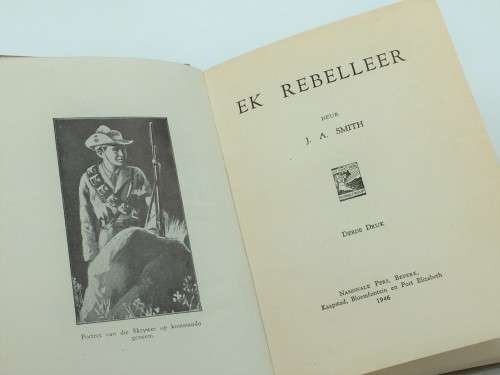 Portret van die Skrywer op kommando
geneem.
EK REBELLEER
DEUR
J. A. SMITH
DERDE DRUK
NASIONALE PERS, BEPERK,
Kaapstad, Bloemfontein en Port Elizabeth
1946